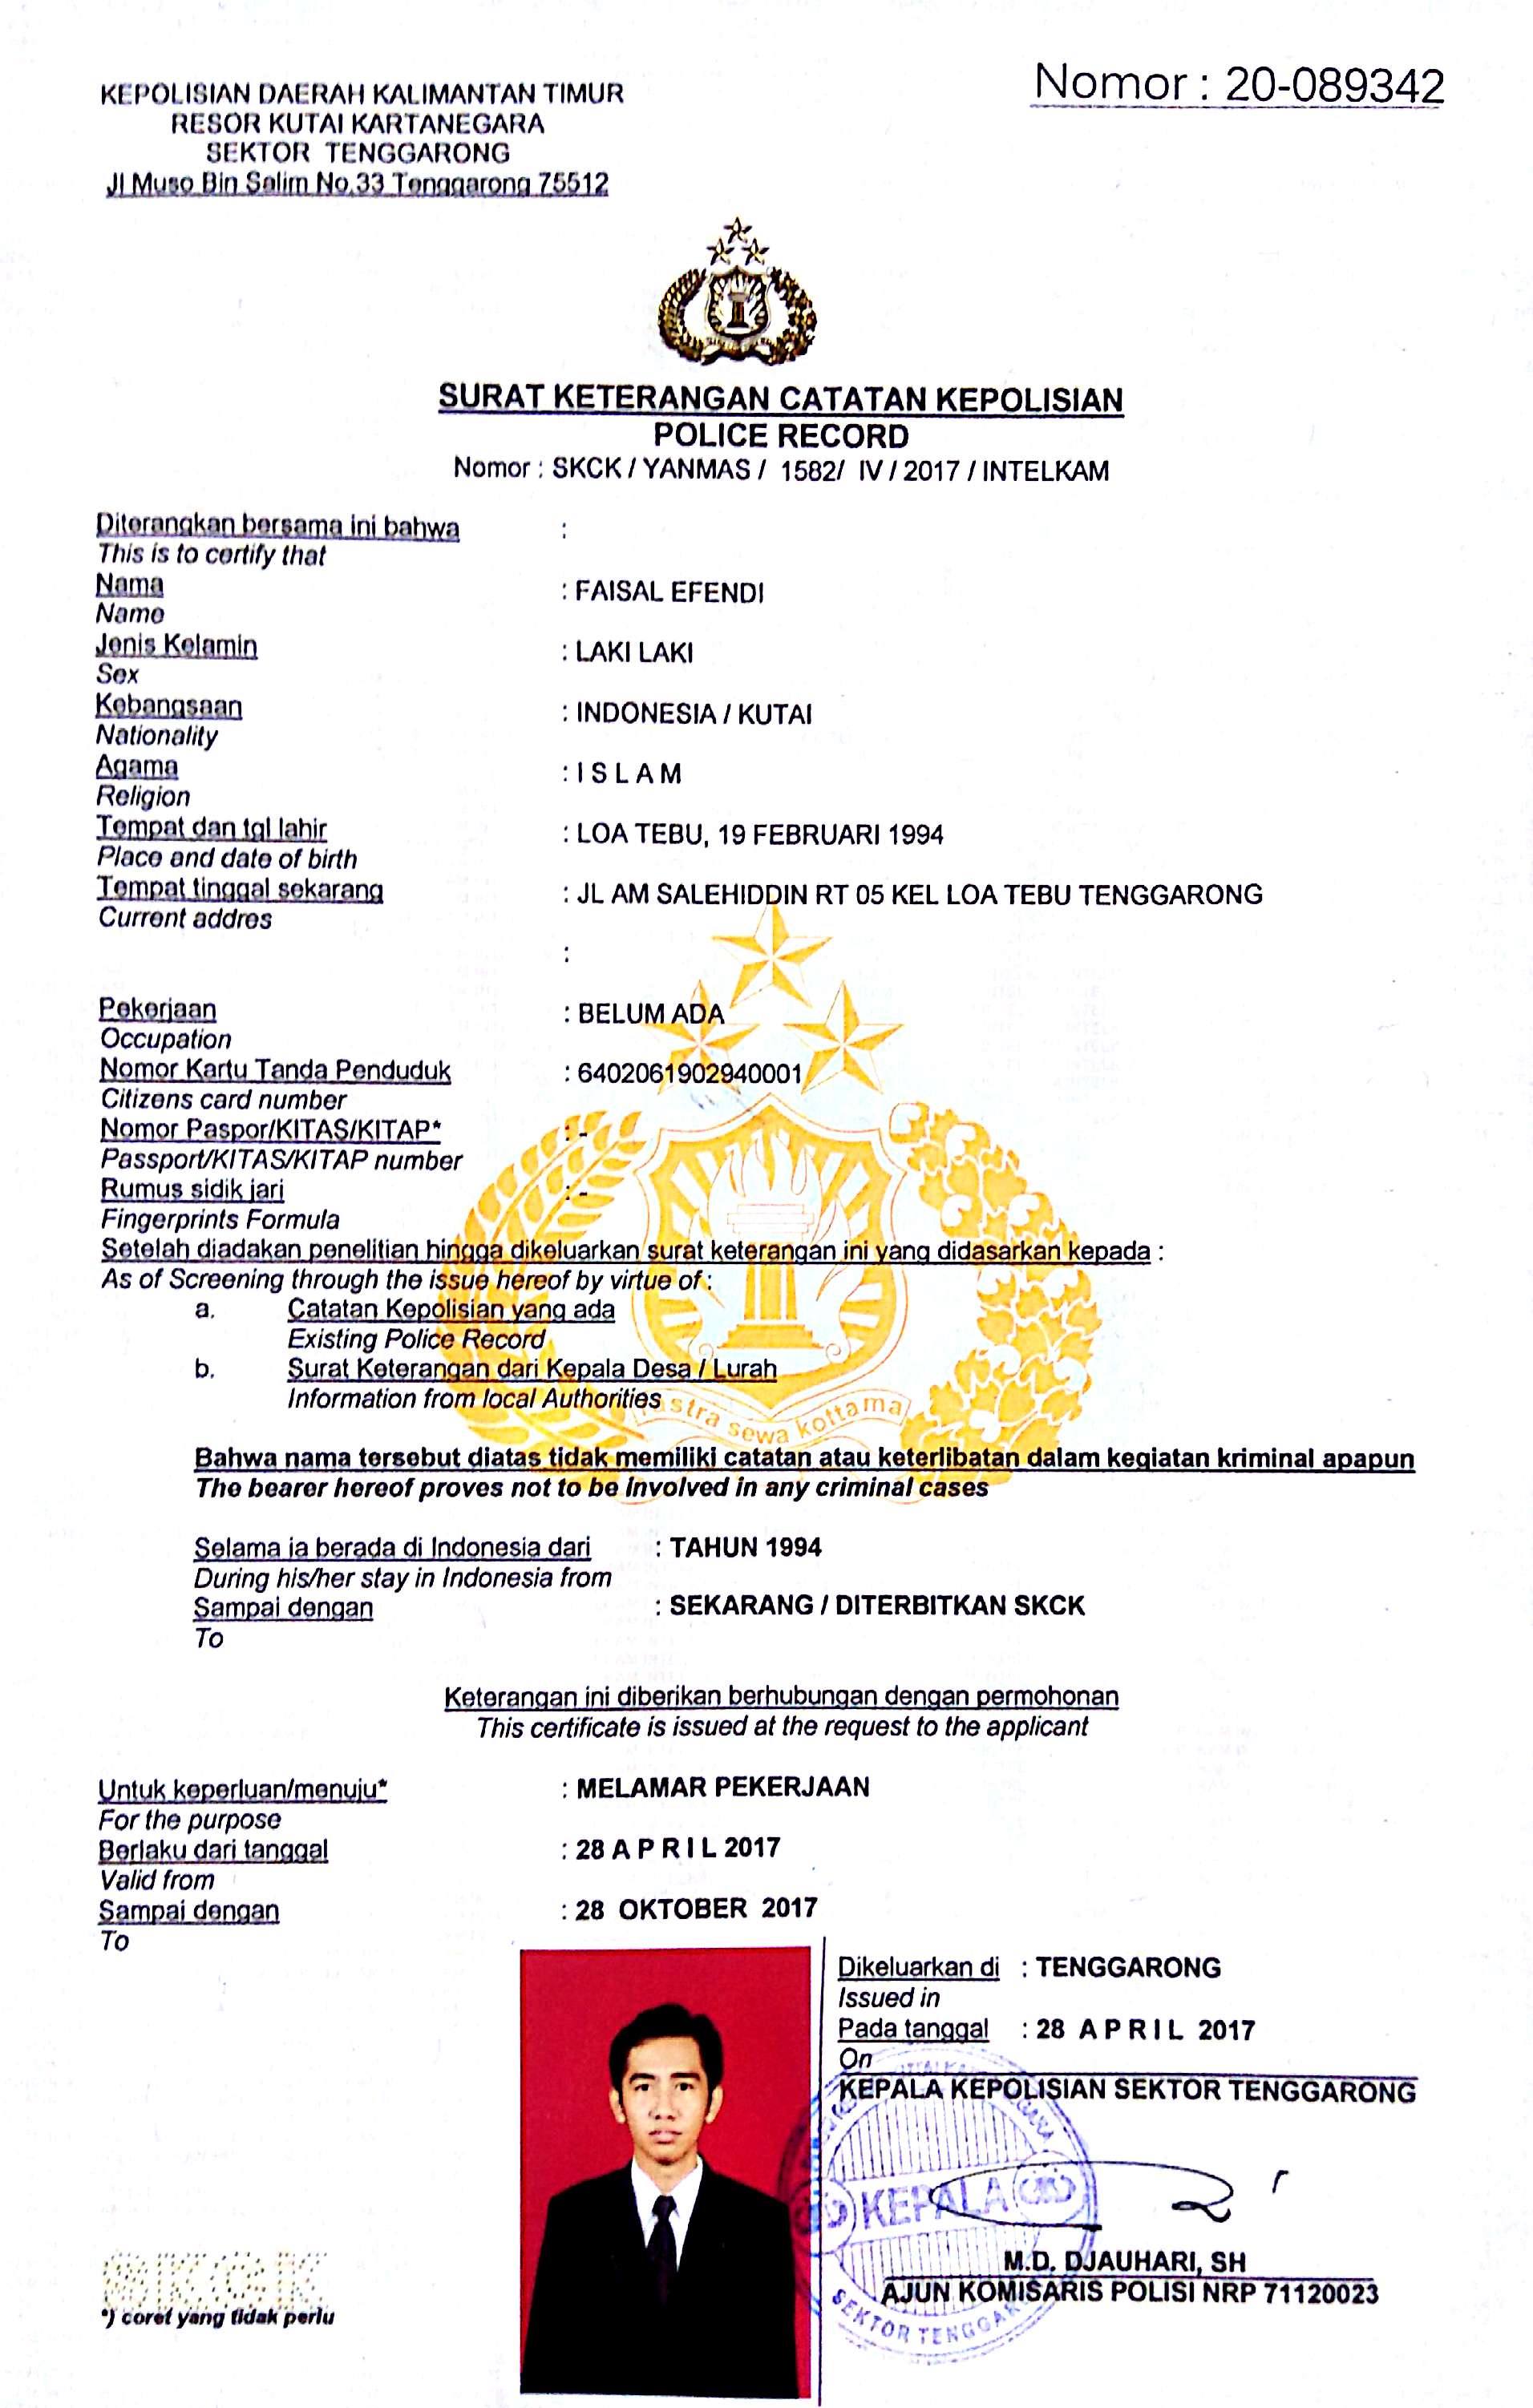 Nomor : 20-089342
KEPOLISIAN DAERAH KALIMANTAN TIMUR
RESOR KUTAI KARTANEGARA
SEKTOR TENGGARONG
Jl Muso Bin Salim No.33 Tenggarong 75512
SURAT KETERANGAN CATATAN KEPOLISIAN
POLICE RECORD
Nomor : SKCK / YANMAS / 1582/ IV / 2017 / INTELKAM
Diterangkan bersama ini bahwa :
This is to certify that
Nama : FAISAL EFENDI
Name
Jenis Kelamin : LAKI LAKI
Sex
Kebangsaan : INDONESIA / KUTAI
Nationality
Agama : I S L A M
Religion
Tempat dan tgl lahir : LOA TEBU, 19 FEBRUARI 1994
Place and date of birth
Tempat tinggal sekarang : JL AM SALEHIDDIN RT 05 KEL LOA TEBU TENGGARONG
Current addres
:
Pekerjaan : BELUM ADA
Occupation
Nomor Kartu Tanda Penduduk : 6402061902940001
Citizens card number
Nomor Paspor/KITAS/KITAP* : -
Passport/KITAS/KITAP number
Rumus sidik jari : -
Fingerprints Formula
Setelah diadakan penelitian hingga dikeluarkan surat keterangan ini yang didasarkan kepada :
As of Screening through the issue hereof by virtue of :
a. Catatan Kepolisian yang ada
Existing Police Record
b. Surat Keterangan dari Kepala Desa / Lurah
Information from local Authorities
rastra sewa kottama
Bahwa nama tersebut diatas tidak memiliki catatan atau keterlibatan dalam kegiatan kriminal apapun
The bearer hereof proves not to be involved in any criminal cases
Selama ia berada di Indonesia dari : TAHUN 1994
During his/her stay in Indonesia from
Sampai dengan : SEKARANG / DITERBITKAN SKCK
To
Keterangan ini diberikan berhubungan dengan permohonan
This certificate is issued at the request to the applicant
Untuk keperluan/menuju* : MELAMAR PEKERJAAN
For the purpose
Berlaku dari tanggal : 28 A P R I L 2017
Valid from
Sampai dengan : 28 OKTOBER 2017
To
Dikeluarkan di : TENGGARONG
Issued in
Pada tanggal : 28 A P R I L 2017
On
KEPALA KEPOLISIAN SEKTOR TENGGARONG
KEPALA
M.D. DJAUHARI, SH
AJUN KOMISARIS POLISI NRP 71120023
SEKTOR TENGGA
SKCK
*) coret yang tidak perlu